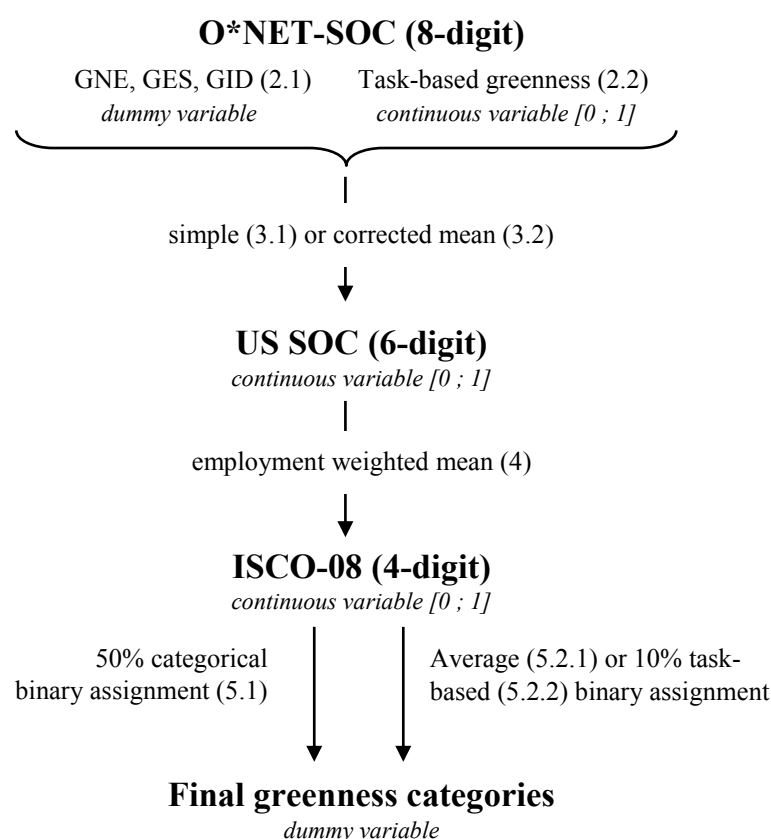 O*NET-SOC (8-digit)
GNE, GES, GID (2.1)
dummy variable
Task-based greenness (2.2)
continuous variable [0 ; 1]
simple (3.1) or corrected mean (3.2)
US SOC (6-digit)
continuous variable [0 ; 1]
employment weighted mean (4)
ISCO-08 (4-digit)
continuous variable [0 ; 1]
50% categorical
binary assignment (5.1)
Average (5.2.1) or 10% task-
based (5.2.2) binary assignment
Final greenness categories
dummy variable